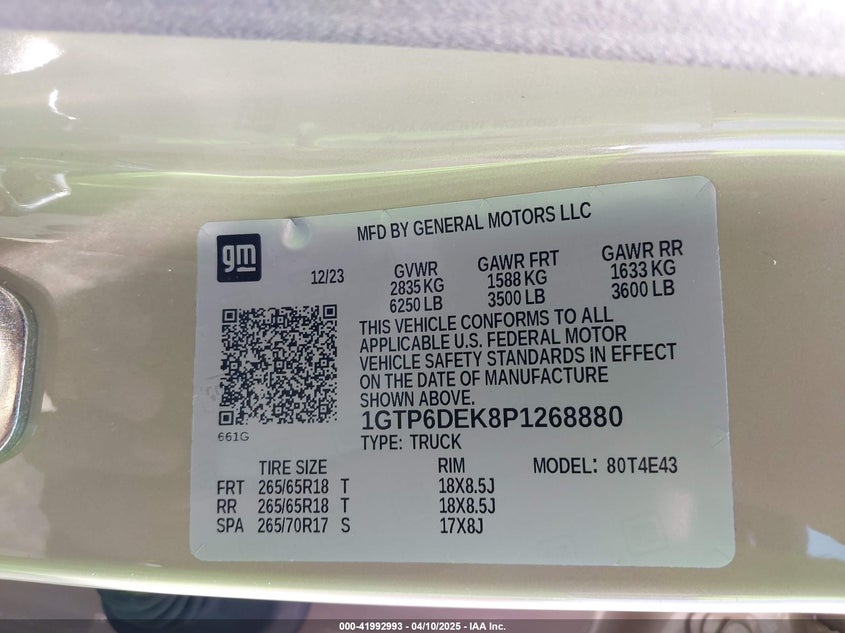 MFD BY GENERAL MOTORS LLC
gm
12/23
GVWR
2835 KG
6250 LB
GAWR FRT
1588 KG
3500 LB
GAWR RR
1633 KG
3600 LB
THIS VEHICLE CONFORMS TO ALL
APPLICABLE U.S. FEDERAL MOTOR
VEHICLE SAFETY STANDARDS IN EFFECT
ON THE DATE OF MANUFACTURE
SHOWN ABOVE.
661G
1GTP6DEK8P1268880
TYPE: TRUCK
TIRE SIZE RIM MODEL: 80T4E43
FRT 265/65R18 T 18X8.5J
RR 265/65R18 T 18X8.5J
SPA 265/70R17 S 17X8J
000-41992993 - 04/10/2025 - IAA Inc.